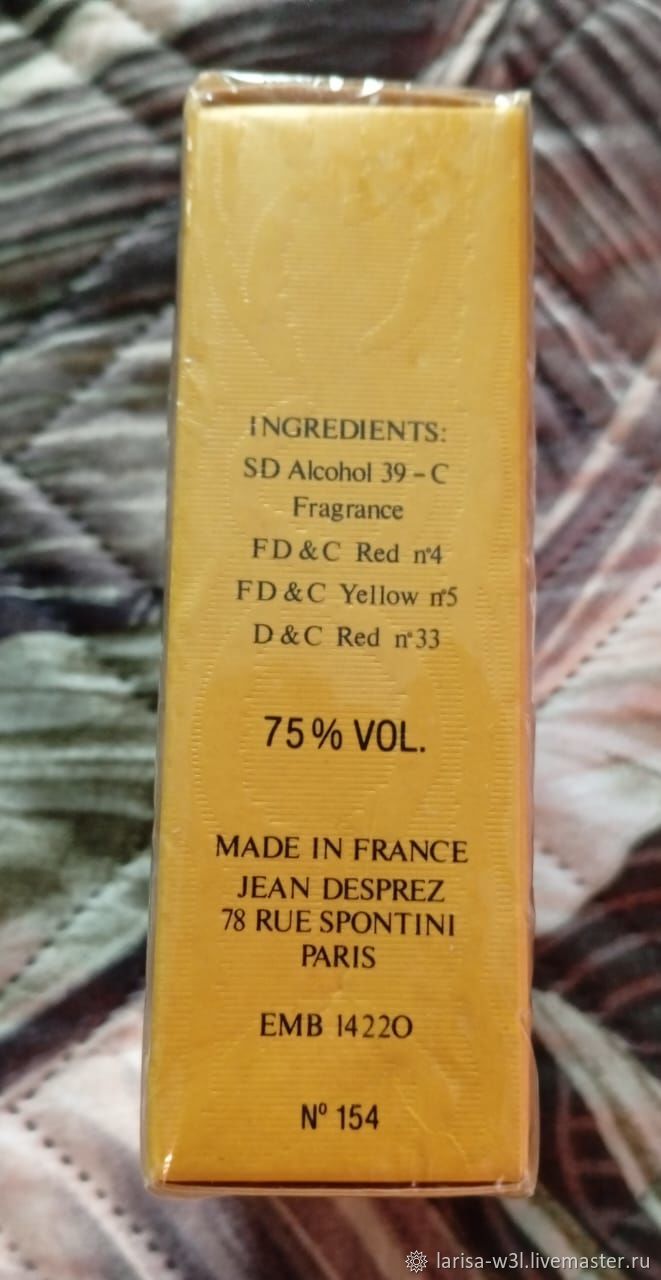 INGREDIENTS:
SD Alcohol 39 - C
Fragrance
FD & C Red n°4
FD & C Yellow n°5
D & C Red n°33
75% VOL.
MADE IN FRANCE
JEAN DESPREZ
78 RUE SPONTINI
PARIS
EMB 14220
N° 154
larisa-w3l.livemaster.ru